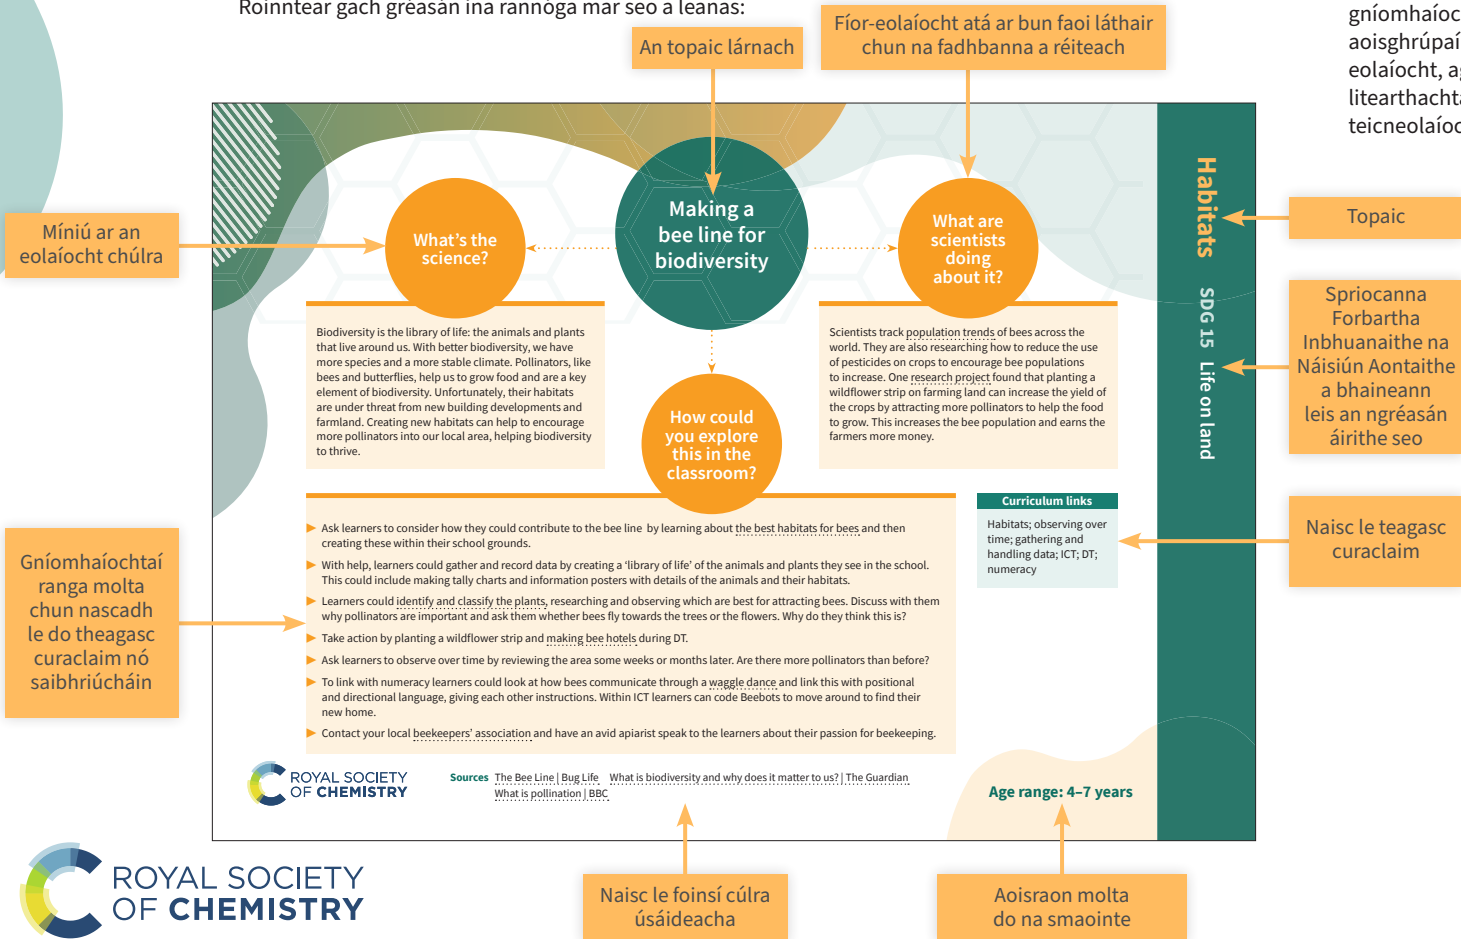 Roinntear gach gréasán ina rannóga mar seo a leanas:
An topaic lárnach
Fíor-eolaíocht atá ar bun faoi láthair
chun na fadhbanna a réiteach
aoisghrúpaí
eolaíocht,
teicneolaíoc
Míniú ar an
eolaíocht chúlra
What's the
science?
Making a
bee line for
biodiversity
What are
scientists
doing
about it?
Habitats
SDG 15 Life on land
Topaic
Spriocanna
Forbartha
Inbhuanaithe na
Náisiún Aontaithe
a bhaineann
leis an ngréasán
áirithe seo
Biodiversity is the library of life: the animals and plants
that live around us. With better biodiversity, we have
more species and a more stable climate. Pollinators, like
bees and butterflies, help us to grow food and are a key
element of biodiversity. Unfortunately, their habitats
are under threat from new building developments and
farmland. Creating new habitats can help to encourage
more pollinators into our local area, helping biodiversity
to thrive.
Scientists track population trends of bees across the
world. They are also researching how to reduce the use
of pesticides on crops to encourage bee populations
to increase. One research project found that planting a
wildflower strip on farming land can increase the yield of
the crops by attracting more pollinators to help the food
to grow. This increases the bee population and earns the
farmers more money.
How could
you explore
this in the
classroom?
Gníomhaíochtaí
ranga molta
chun nascadh
le do theagasc
curaclaim nó
saibhriúcháin
Ask learners to consider how they could contribute to the bee line by learning about the best habitats for bees and then
creating these within their school grounds.
With help, learners could gather and record data by creating a 'library of life' of the animals and plants they see in the school.
This could include making tally charts and information posters with details of the animals and their habitats.
Learners could identify and classify the plants, researching and observing which are best for attracting bees. Discuss with them
why pollinators are important and ask them whether bees fly towards the trees or the flowers. Why do they think this is?
Take action by planting a wildflower strip and making bee hotels during DT.
Ask learners to observe over time by reviewing the area some weeks or months later. Are there more pollinators than before?
To link with numeracy learners could look at how bees communicate through a waggle dance and link this with positional
and directional language, giving each other instructions. Within ICT learners can code Beebots to move around to find their
new home.
Contact your local beekeepers' association and have an avid apiarist speak to the learners about their passion for beekeeping.
Curriculum links
Habitats; observing over
time; gathering and
handling data; ICT; DT;
numeracy
Naisc le teagasc
curaclaim
ROYAL SOCIETY
OF CHEMISTRY
Sources The Bee Line | Bug Life What is biodiversity and why does it matter to us? | The Guardian
What is pollination | BBC
Age range: 4–7 years
ROYAL SOCIETY
OF CHEMISTRY
Naisc le foinsí cúlra
úsáideacha
Aoisraon molta
do na smaointe